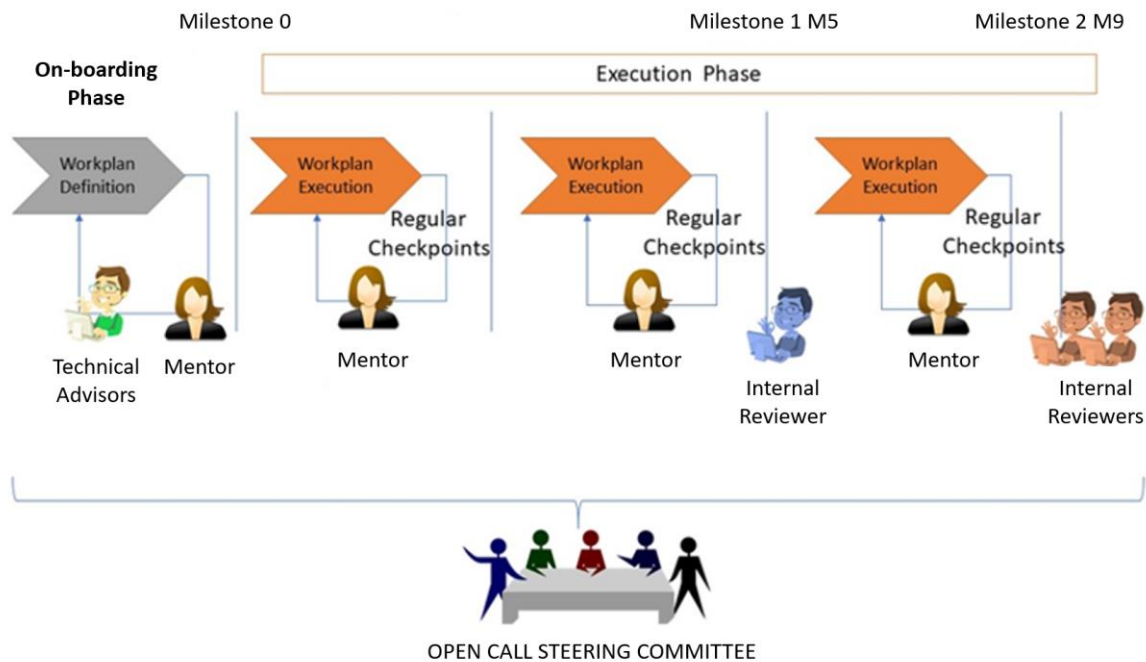 Milestone 0
Milestone 1 M5
Milestone 2 M9
On-boarding
Phase
Execution Phase
Workplan
Definition
Workplan
Execution
Workplan
Execution
Workplan
Execution
Regular
Checkpoints
Regular
Checkpoints
Regular
Checkpoints
Technical
Advisors
Mentor
Mentor
Mentor
Internal
Reviewer
Mentor
Internal
Reviewers
OPEN CALL STEERING COMMITTEE